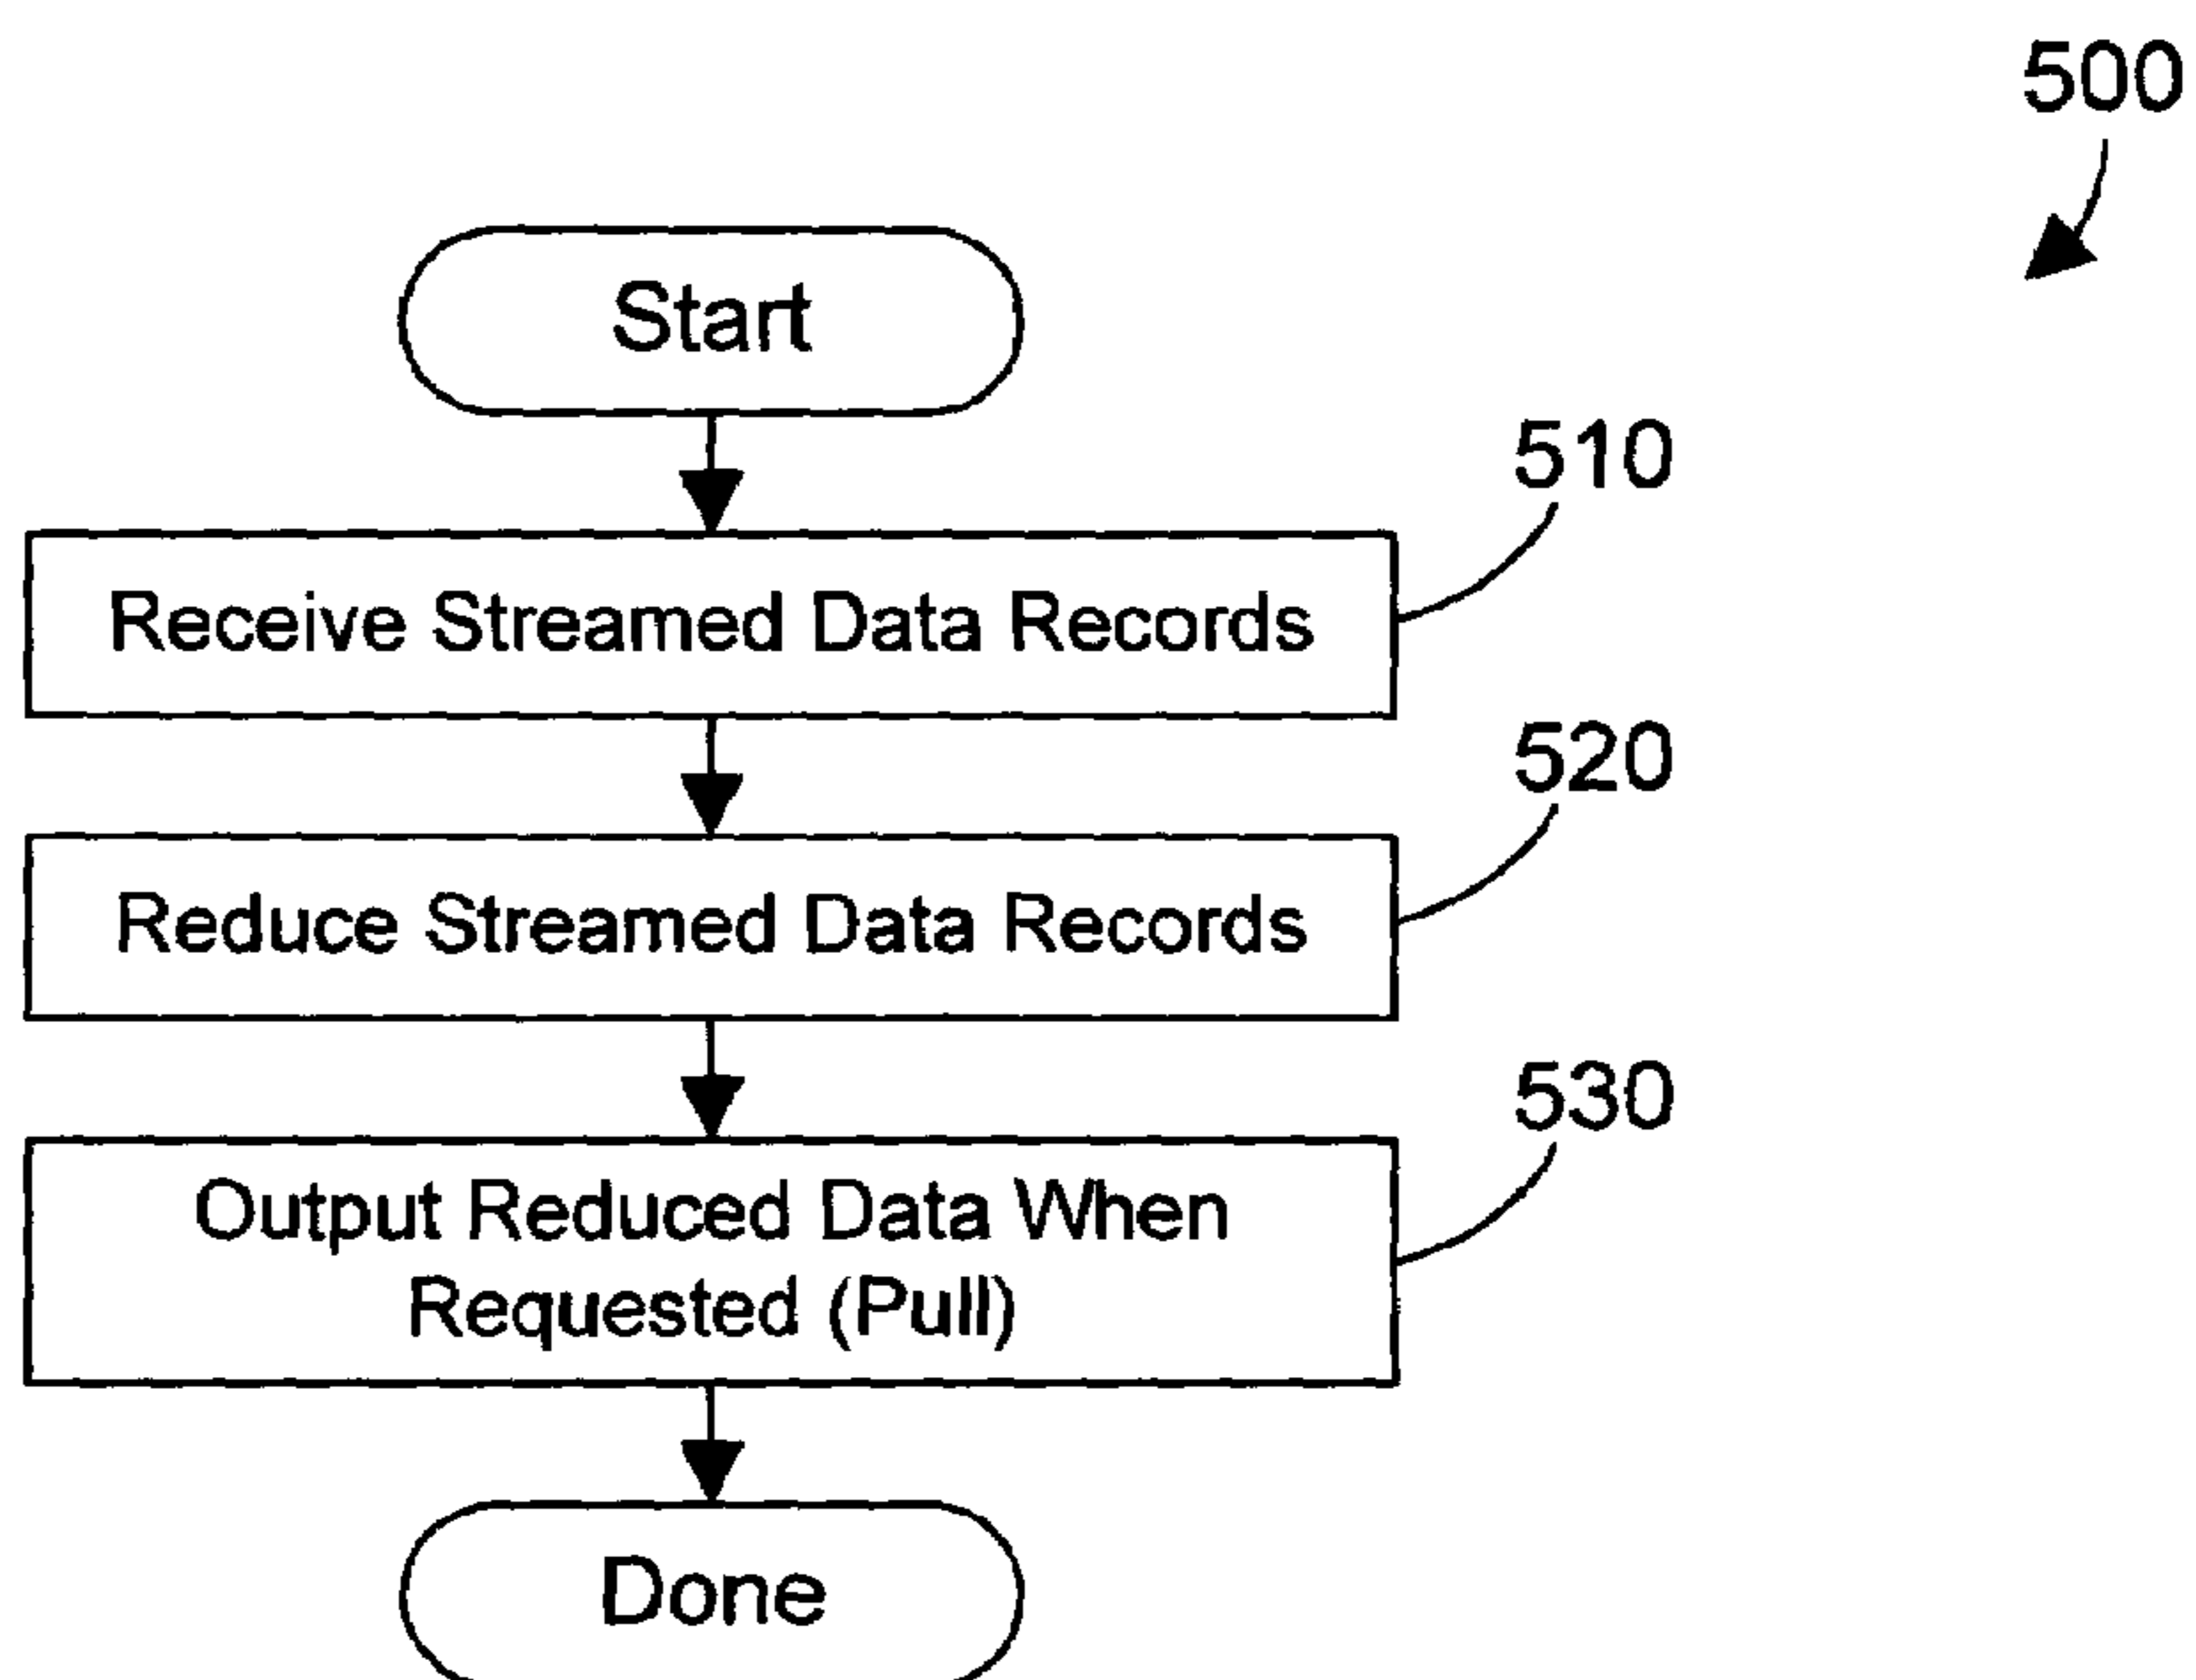 500
Start
510
Receive Streamed Data Records
520
Reduce Streamed Data Records
530
Output Reduced Data When
Requested (Pull)
Done